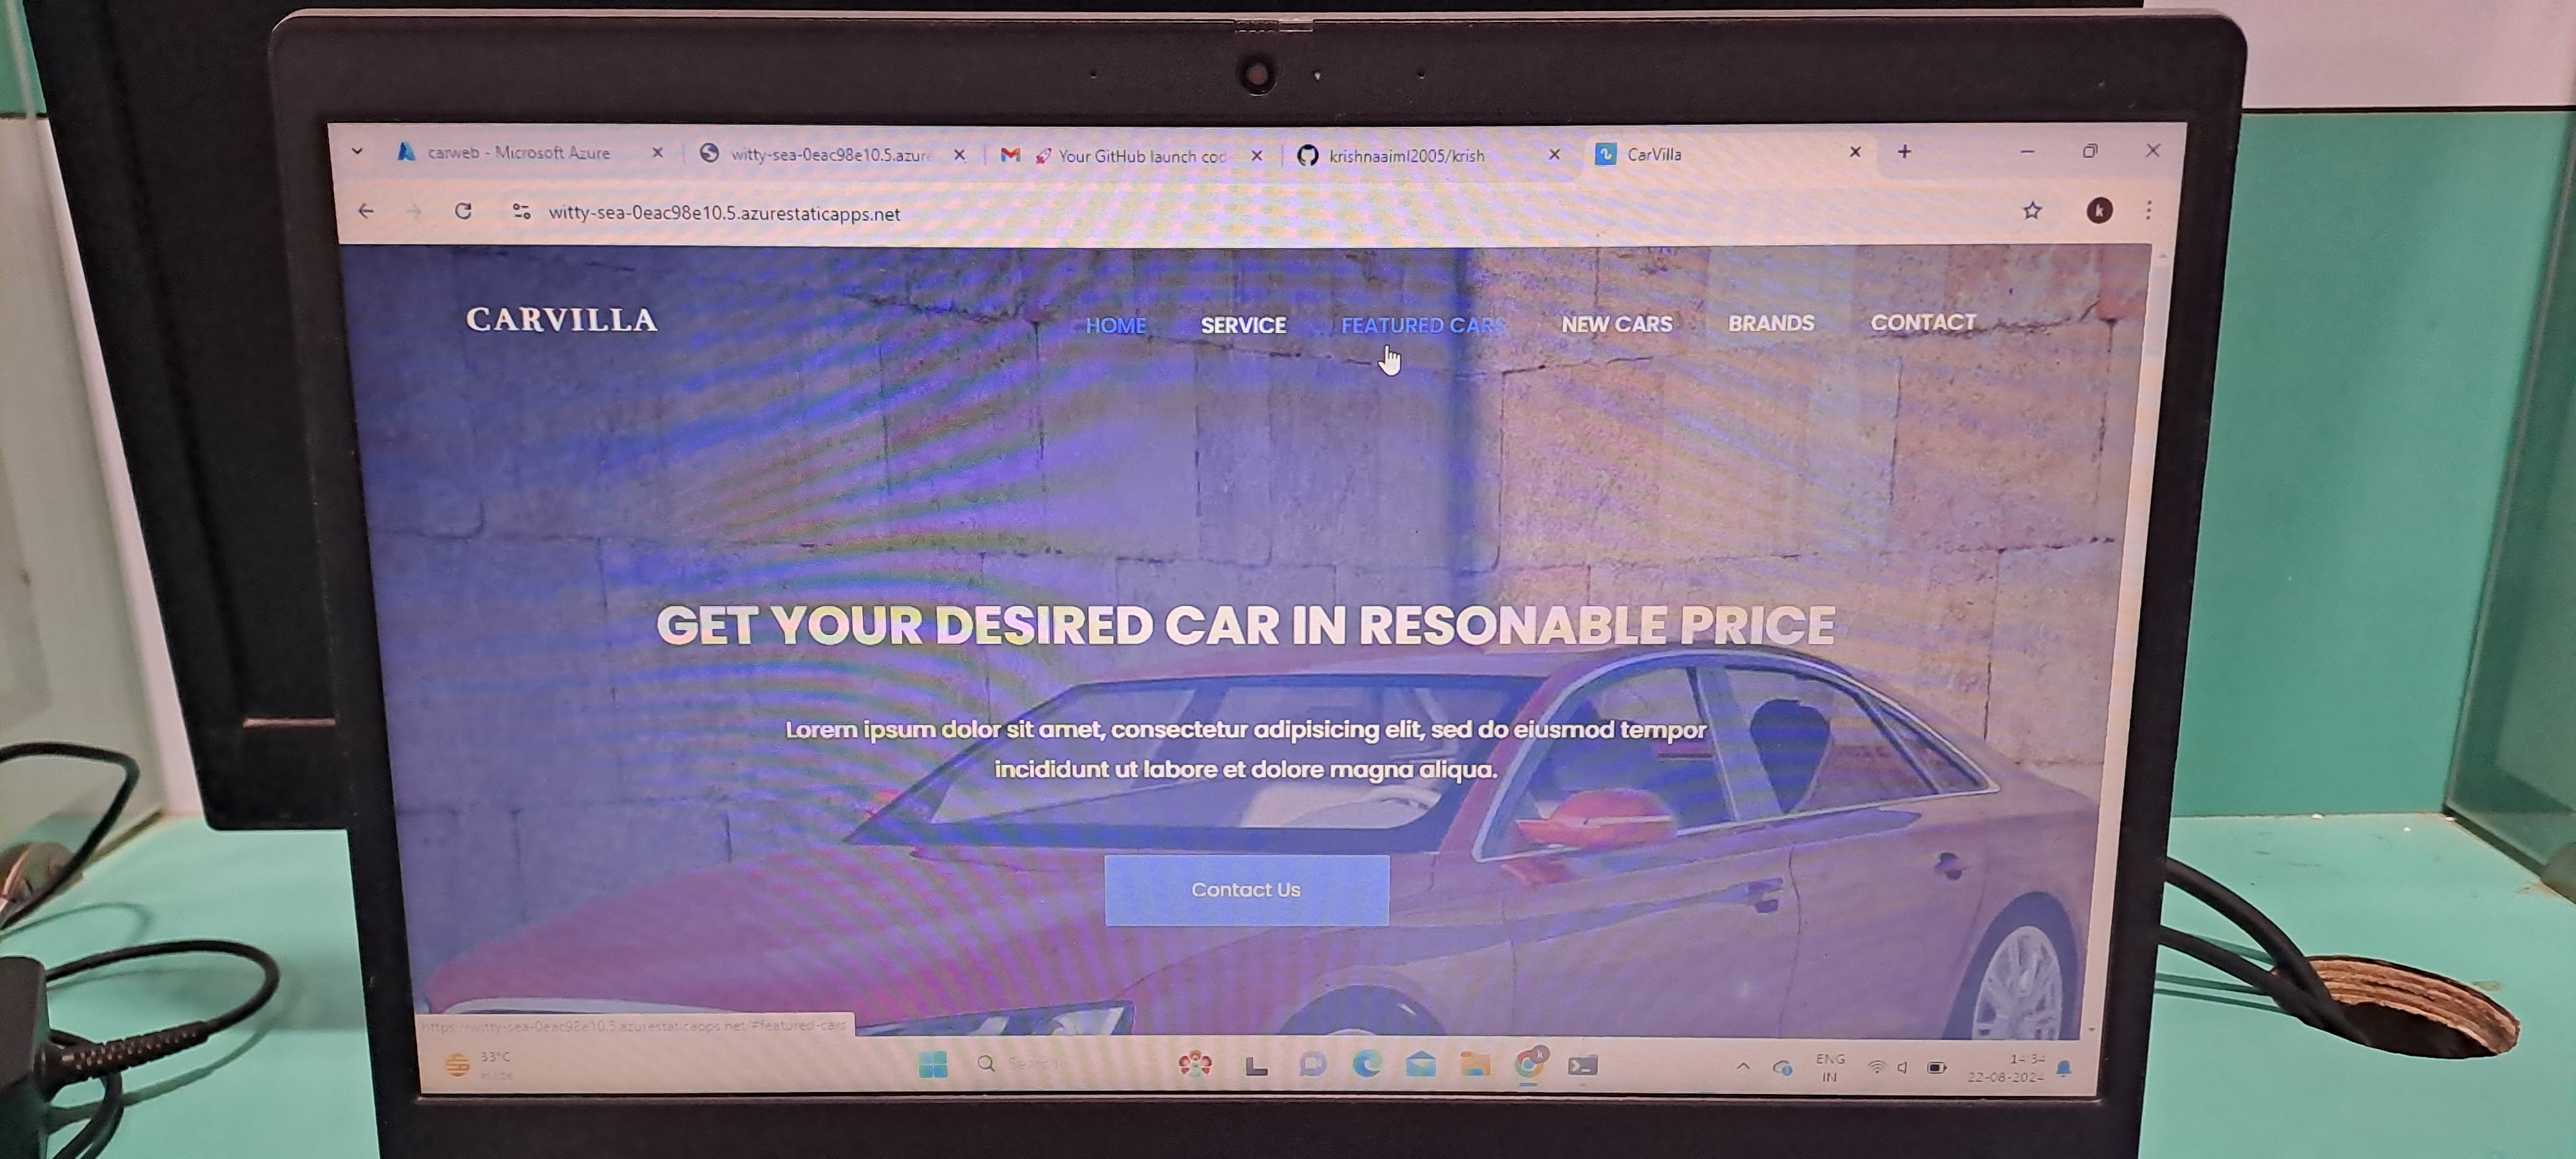 carweb - Microsoft Azure
witty-sea-0eac98e10.5.azure
Your GitHub launch cod
krishnaaiml2005/krish
CarVilla
witty-sea-0eac98e10.5.azurestaticapps.net
k
CARVILLA
HOME SERVICE FEATURED CARS NEW CARS BRANDS CONTACT
GET YOUR DESIRED CAR IN RESONABLE PRICE
Lorem ipsum dolor sit amet, consectetur adipisicing elit, sed do eiusmod tempor
incididunt ut labore et dolore magna aliqua.
Contact Us
https://witty-sea-0eac98e10.5.azurestaticapps.net/#featured-cars
33°C
Search
ENG
IN
14:34
22-08-2024